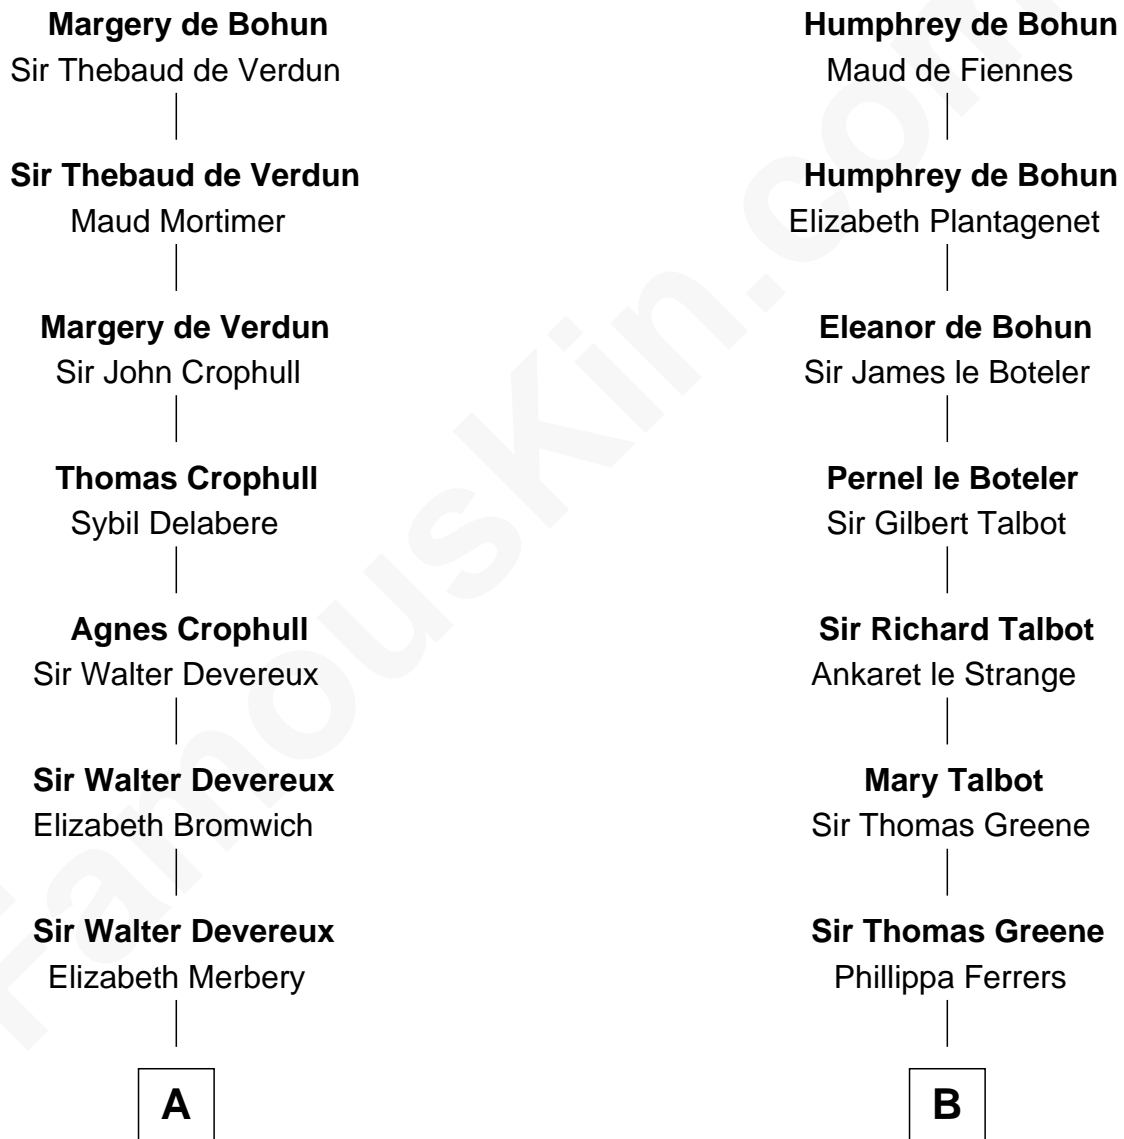 Margery de Bohun
Sir Thebaud de Verdun
Sir Thebaud de Verdun
Maud Mortimer
Margery de Verdun
Sir John Crophull
Thomas Crophull
Sybil Delabere
Agnes Crophull
Sir Walter Devereux
Sir Walter Devereux
Elizabeth Bromwich
Sir Walter Devereux
Elizabeth Merbery
A
Humphrey de Bohun
Maud de Fiennes
Humphrey de Bohun
Elizabeth Plantagenet
Eleanor de Bohun
Sir James le Boteler
Pernel le Boteler
Sir Gilbert Talbot
Sir Richard Talbot
Ankaret le Strange
Mary Talbot
Sir Thomas Greene
Sir Thomas Greene
Phillippa Ferrers
B
FamousKin.com